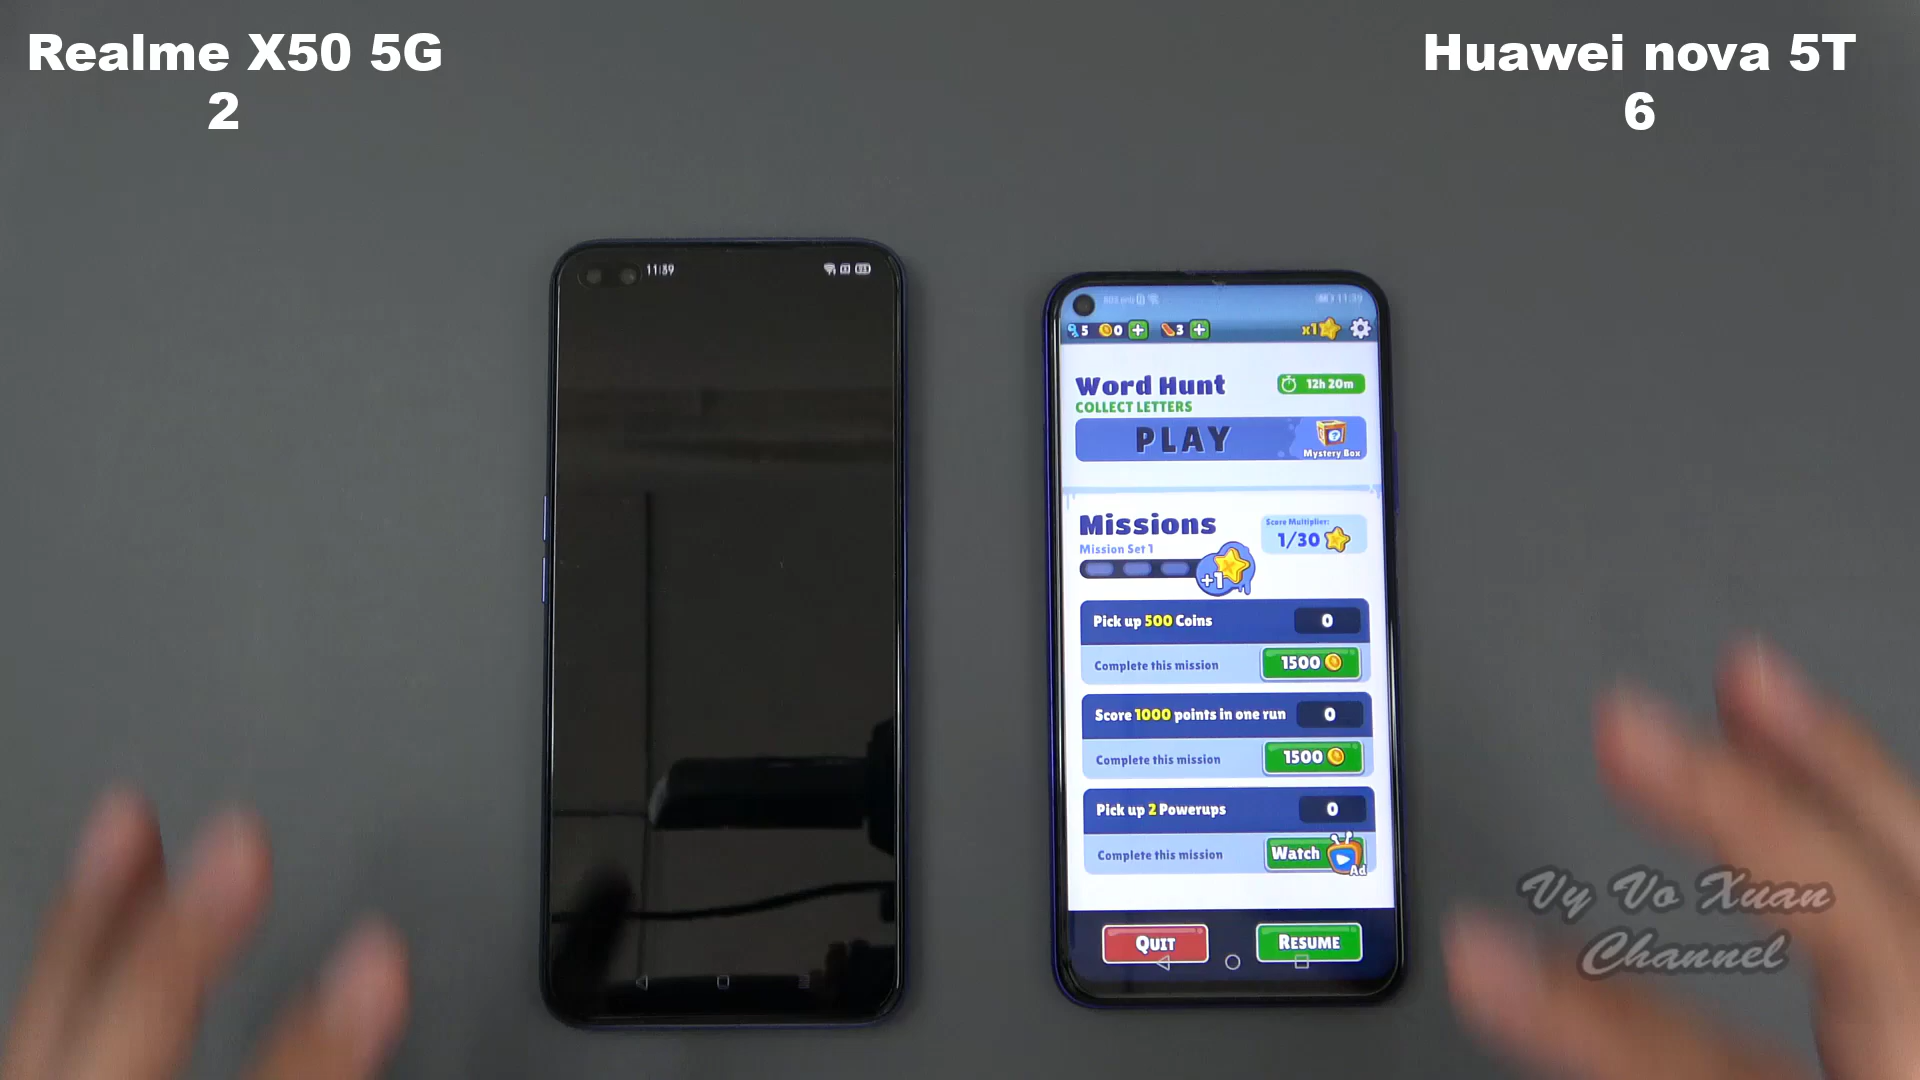 Realme X50 5G
2
Huawei nova 5T
6
11:39
11:39
5
0
3
x1
Word Hunt
12h 20m
COLLECT LETTERS
PLAY
Mystery Box
Missions
Score Multiplier:
1/30
Mission Set 1
+1
Pick up 500 Coins
0
Complete this mission
1500
Score 1000 points in one run
0
Complete this mission
1500
Pick up 2 Powerups
0
Complete this mission
Watch
Ad
QUIT
RESUME
Vy Vo Xuan
Channel